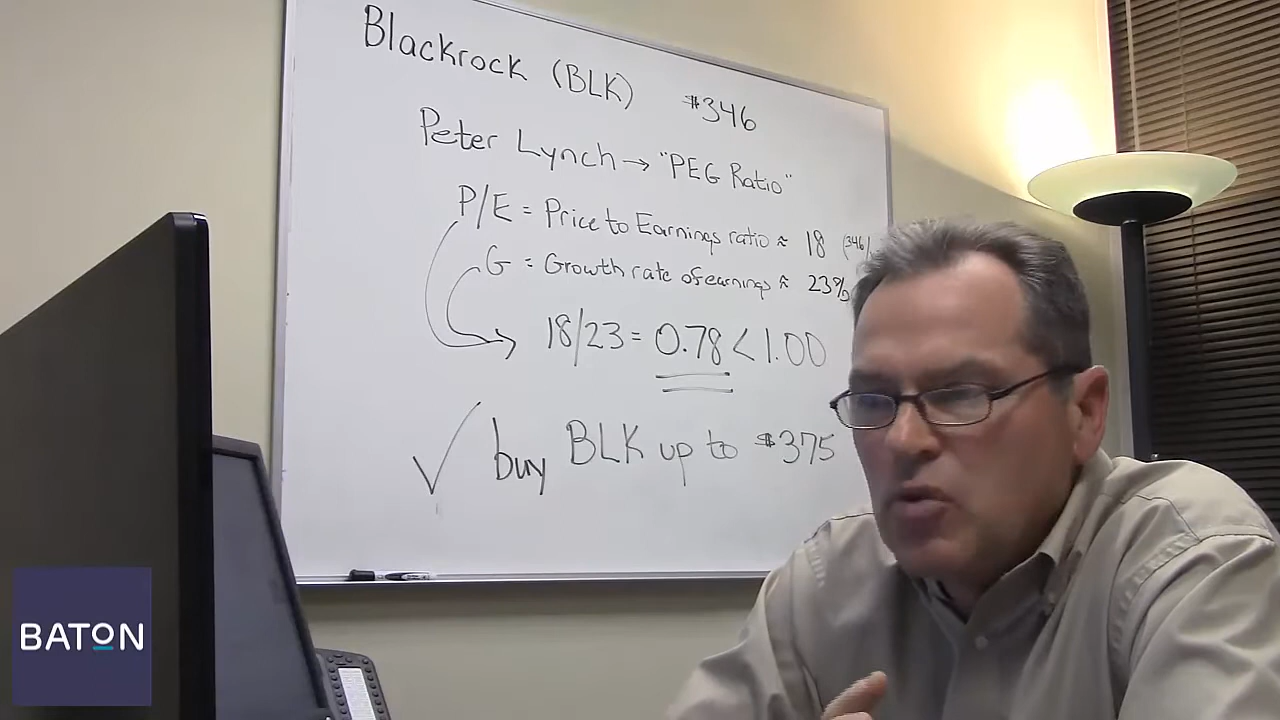 Blackrock (BLK) $346
Peter Lynch → "PEG Ratio"
P/E = Price to Earnings ratio ≈ 18 (346/
G = Growth rate of earnings ≈ 23%
18/23 = 0.78 < 1.00
✓ buy BLK up to $375
BATON